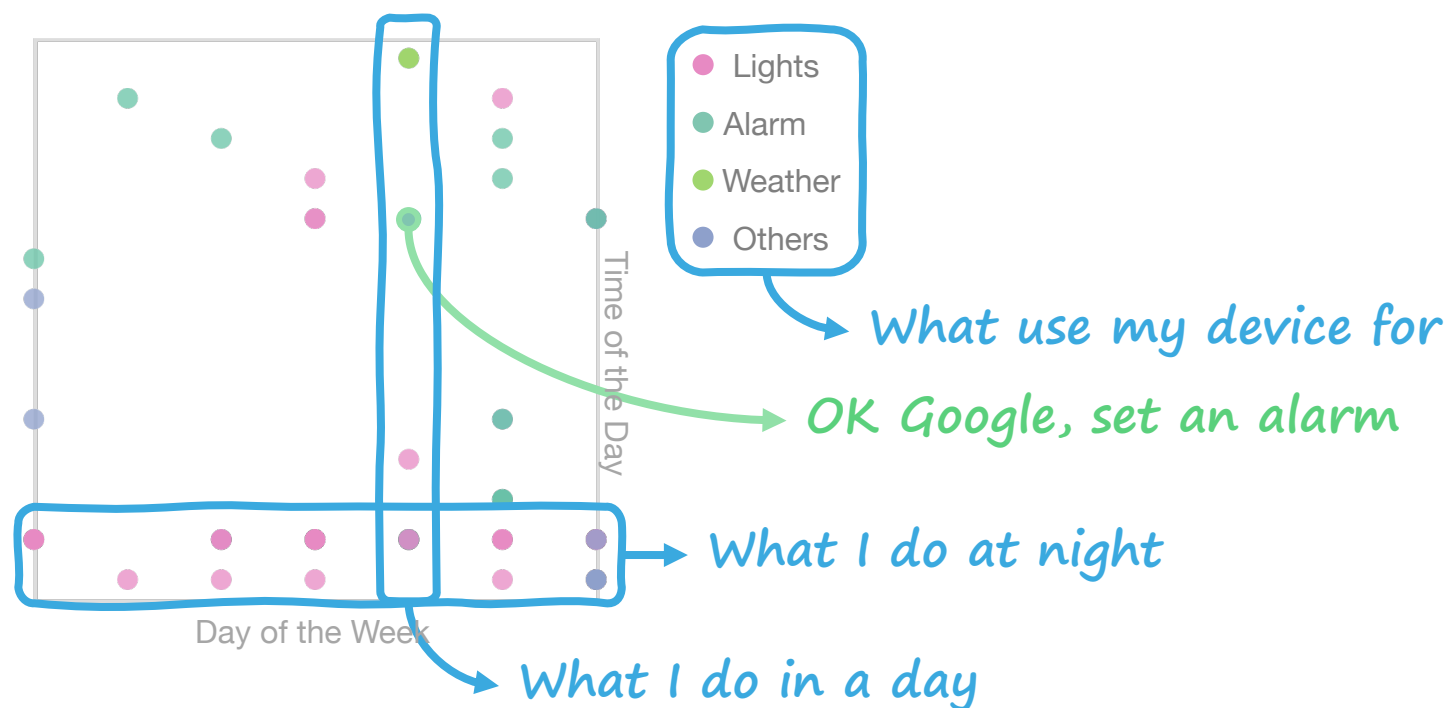 Lights
Alarm
Weather
Others
Time of the Day
What use my device for
OK Google, set an alarm
What I do at night
Day of the Week
What I do in a day